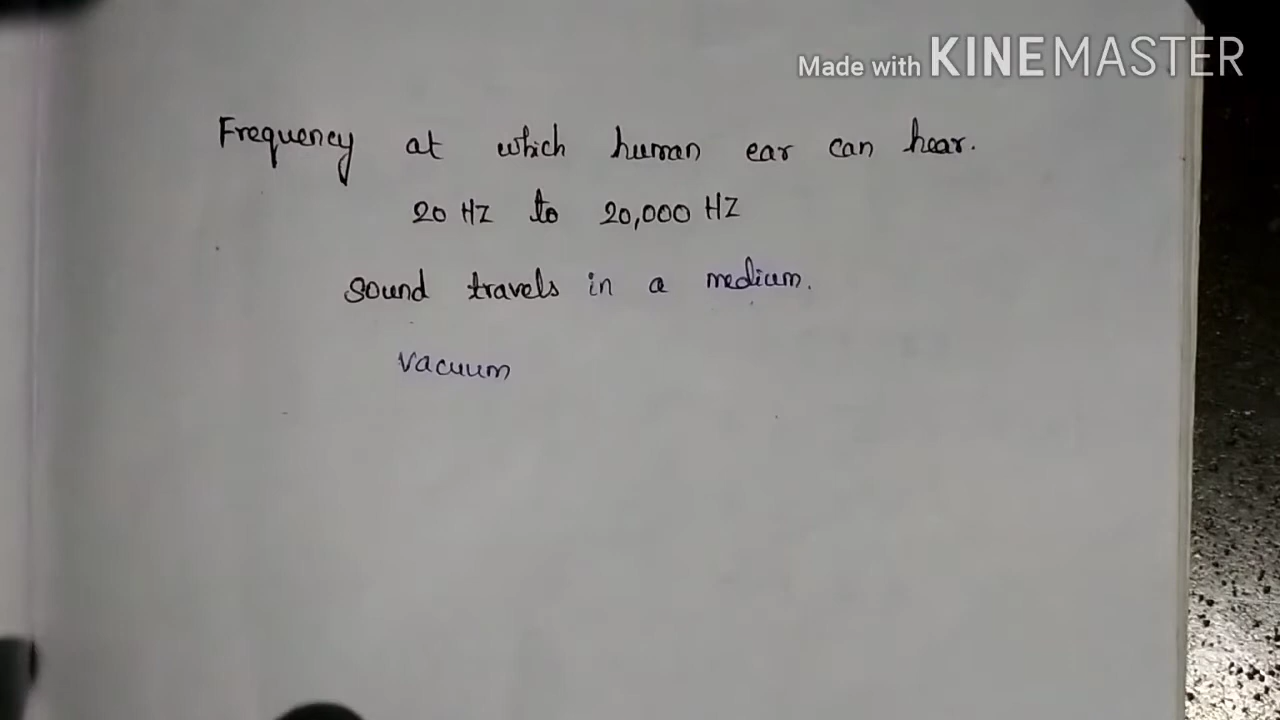 Made with KINEMASTER
Frequency at which human ear can hear.
20 HZ to 20,000 HZ
sound travels in a medium.
vacuum